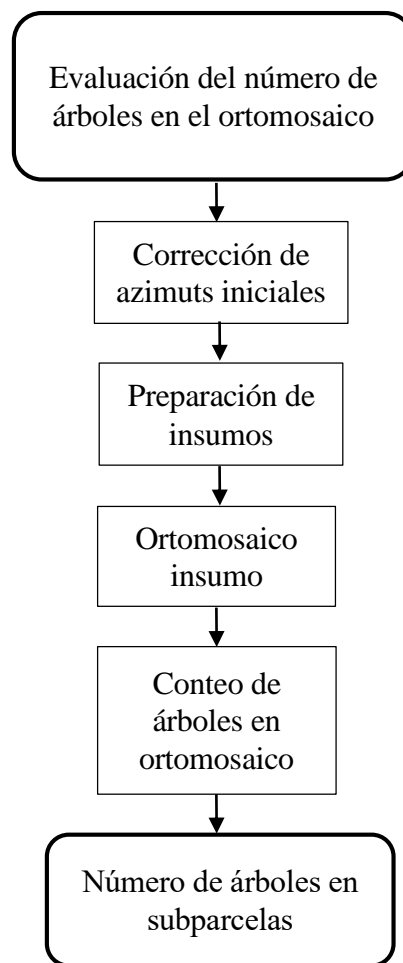 Evaluación del número de
árboles en el ortomosaico
Corrección de
azimuts iniciales
Preparación de
insumos
Ortomosaico
insumo
Conteo de
árboles en
ortomosaico
Número de árboles en
subparcelas